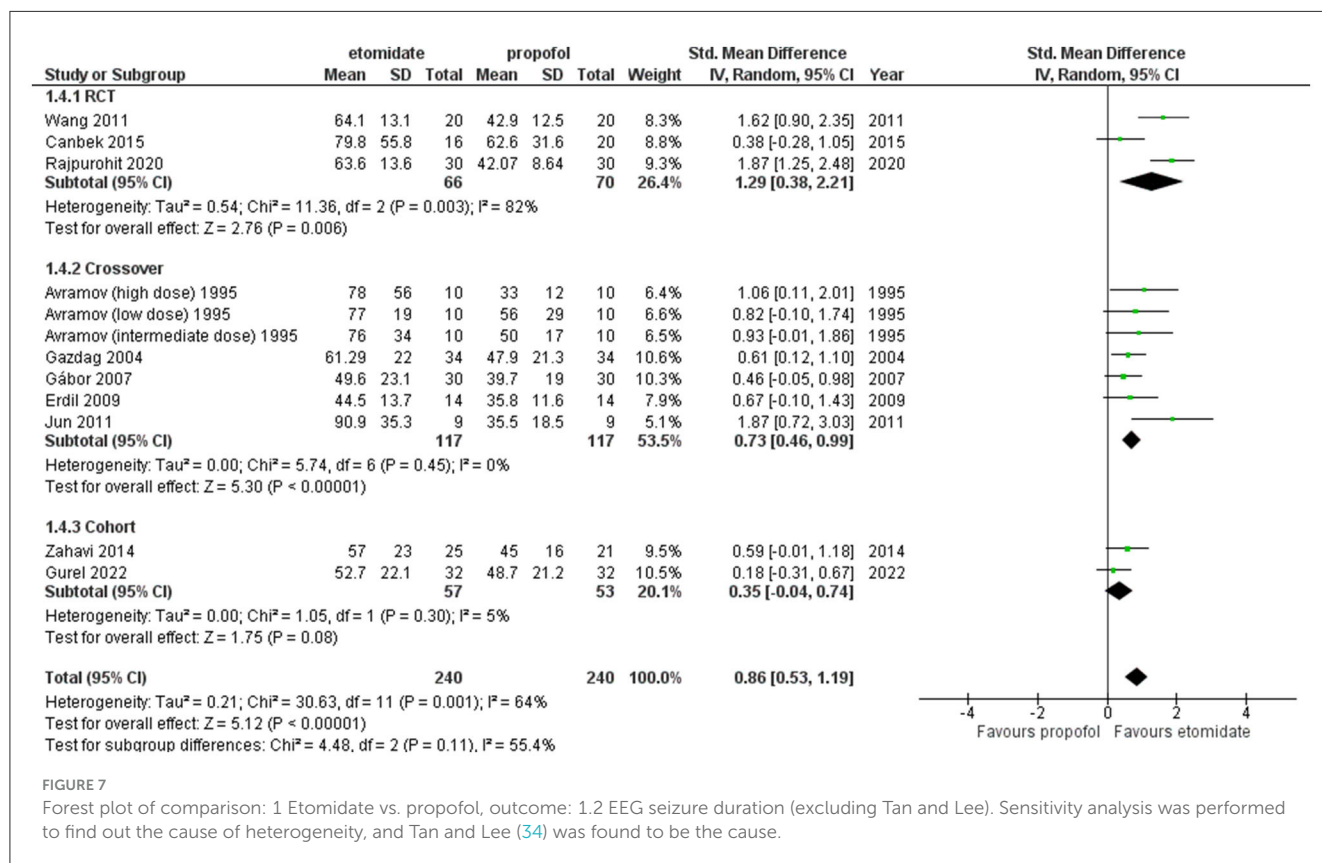 etomidate propofol Std. Mean Difference Std. Mean Difference
Study or Subgroup Mean SD Total Mean SD Total Weight IV, Random, 95% CI Year IV, Random, 95% CI
1.4.1 RCT
Wang 2011 64.1 13.1 20 42.9 12.5 20 8.3% 1.62 [0.90, 2.35] 2011
Canbek 2015 79.8 55.8 16 62.6 31.6 20 8.8% 0.38 [-0.28, 1.05] 2015
Rajpurohit 2020 63.6 13.6 30 42.07 8.64 30 9.3% 1.87 [1.25, 2.48] 2020
Subtotal (95% CI) 66 70 26.4% 1.29 [0.38, 2.21]
Heterogeneity: Tau² = 0.54; Chi² = 11.36, df = 2 (P = 0.003); I² = 82%
Test for overall effect: Z = 2.76 (P = 0.006)
1.4.2 Crossover
Avramov (high dose) 1995 78 56 10 33 12 10 6.4% 1.06 [0.11, 2.01] 1995
Avramov (low dose) 1995 77 19 10 56 29 10 6.6% 0.82 [-0.10, 1.74] 1995
Avramov (intermediate dose) 1995 76 34 10 50 17 10 6.5% 0.93 [-0.01, 1.86] 1995
Gazdag 2004 61.29 22 34 47.9 21.3 34 10.6% 0.61 [0.12, 1.10] 2004
Gábor 2007 49.6 23.1 30 39.7 19 30 10.3% 0.46 [-0.05, 0.98] 2007
Erdil 2009 44.5 13.7 14 35.8 11.6 14 7.9% 0.67 [-0.10, 1.43] 2009
Jun 2011 90.9 35.3 9 35.5 18.5 9 5.1% 1.87 [0.72, 3.03] 2011
Subtotal (95% CI) 117 117 53.5% 0.73 [0.46, 0.99]
Heterogeneity: Tau² = 0.00; Chi² = 5.74, df = 6 (P = 0.45); I² = 0%
Test for overall effect: Z = 5.30 (P < 0.00001)
1.4.3 Cohort
Zahavi 2014 57 23 25 45 16 21 9.5% 0.59 [-0.01, 1.18] 2014
Gurel 2022 52.7 22.1 32 48.7 21.2 32 10.5% 0.18 [-0.31, 0.67] 2022
Subtotal (95% CI) 57 53 20.1% 0.35 [-0.04, 0.74]
Heterogeneity: Tau² = 0.00; Chi² = 1.05, df = 1 (P = 0.30); I² = 5%
Test for overall effect: Z = 1.75 (P = 0.08)
Total (95% CI) 240 240 100.0% 0.86 [0.53, 1.19]
Heterogeneity: Tau² = 0.21; Chi² = 30.63, df = 11 (P = 0.001); I² = 64%
Test for overall effect: Z = 5.12 (P < 0.00001)
Test for subgroup differences: Chi² = 4.48, df = 2 (P = 0.11), I² = 55.4%
-4 -2 0 2 4
Favours propofol Favours etomidate
FIGURE 7
Forest plot of comparison: 1 Etomidate vs. propofol, outcome: 1.2 EEG seizure duration (excluding Tan and Lee). Sensitivity analysis was performed
to find out the cause of heterogeneity, and Tan and Lee (34) was found to be the cause.